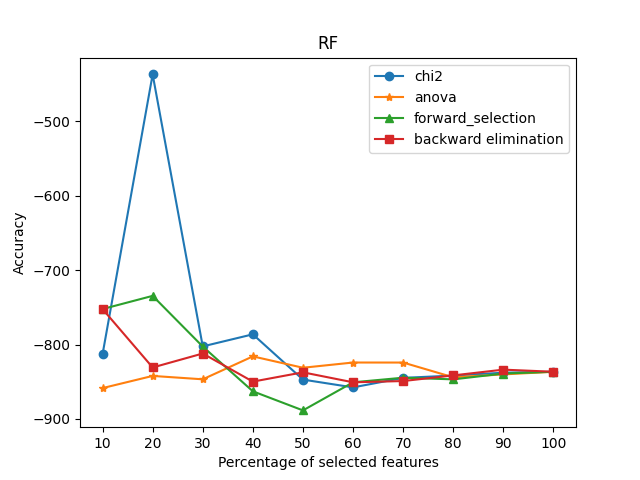 RF
chi2
anova
forward_selection
backward elimination
Accuracy
−500
−600
−700
−800
−900
10 20 30 40 50 60 70 80 90 100
Percentage of selected features